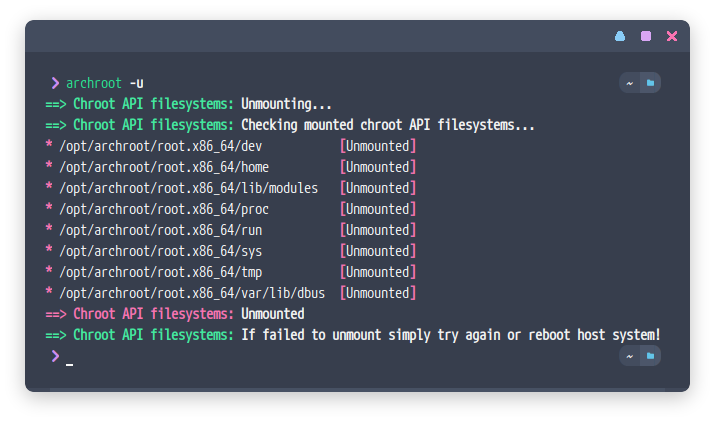 ❯ archroot -u ~
==> Chroot API filesystems: Unmounting...
==> Chroot API filesystems: Checking mounted chroot API filesystems...
* /opt/archroot/root.x86_64/dev [Unmounted]
* /opt/archroot/root.x86_64/home [Unmounted]
* /opt/archroot/root.x86_64/lib/modules [Unmounted]
* /opt/archroot/root.x86_64/proc [Unmounted]
* /opt/archroot/root.x86_64/run [Unmounted]
* /opt/archroot/root.x86_64/sys [Unmounted]
* /opt/archroot/root.x86_64/tmp [Unmounted]
* /opt/archroot/root.x86_64/var/lib/dbus [Unmounted]
==> Chroot API filesystems: Unmounted
==> Chroot API filesystems: If failed to unmount simply try again or reboot host system!
❯ _ ~